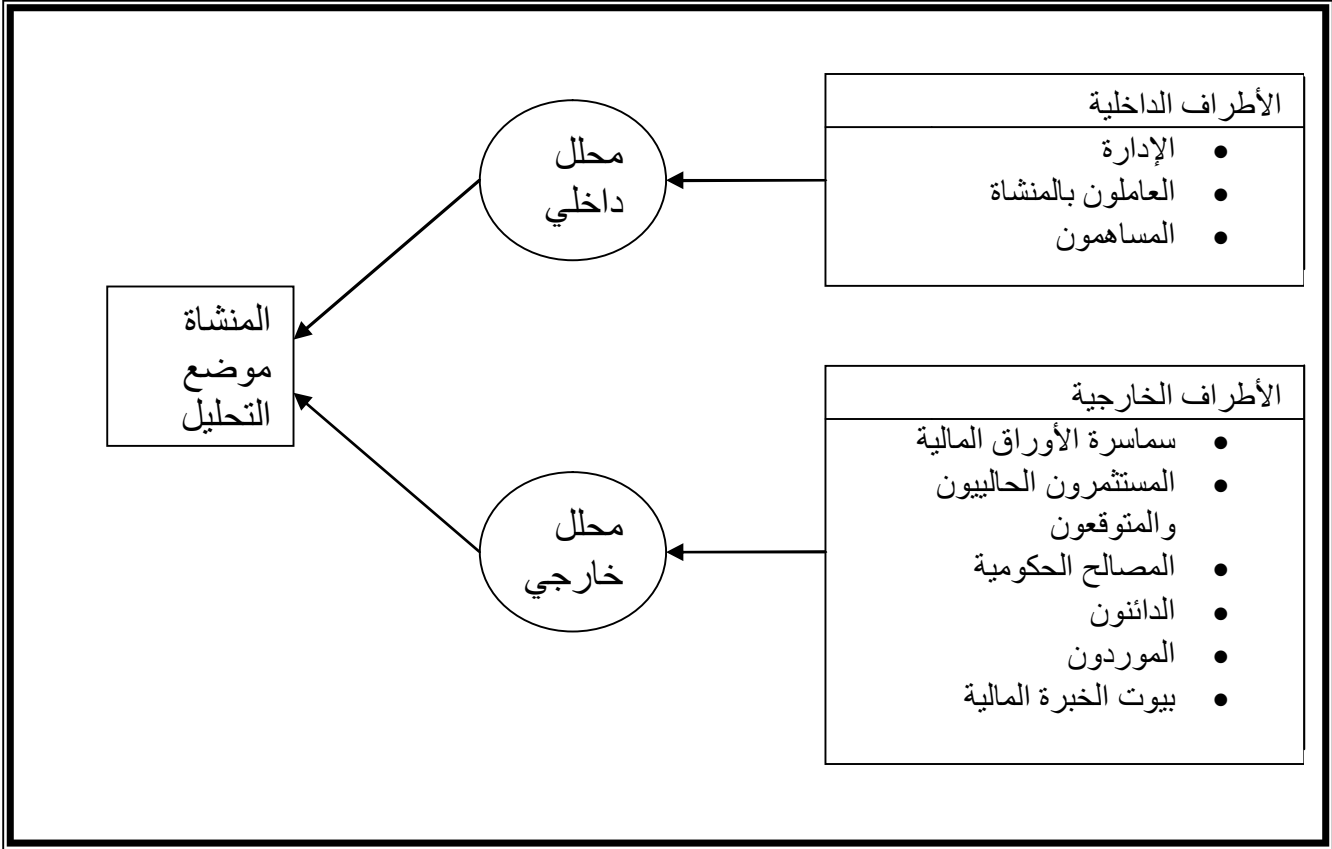 الأطراف الداخلية
• الإدارة
• العاملون بالمنشاة
• المساهمون
محلل
داخلي
المنشاة
موضع
التحليل
الأطراف الخارجية
• سماسرة الأوراق المالية
• المستثمرون الحالييون
والمتوقعون
• المصالح الحكومية
• الدائنون
• الموردون
• بيوت الخبرة المالية
محلل
خارجي